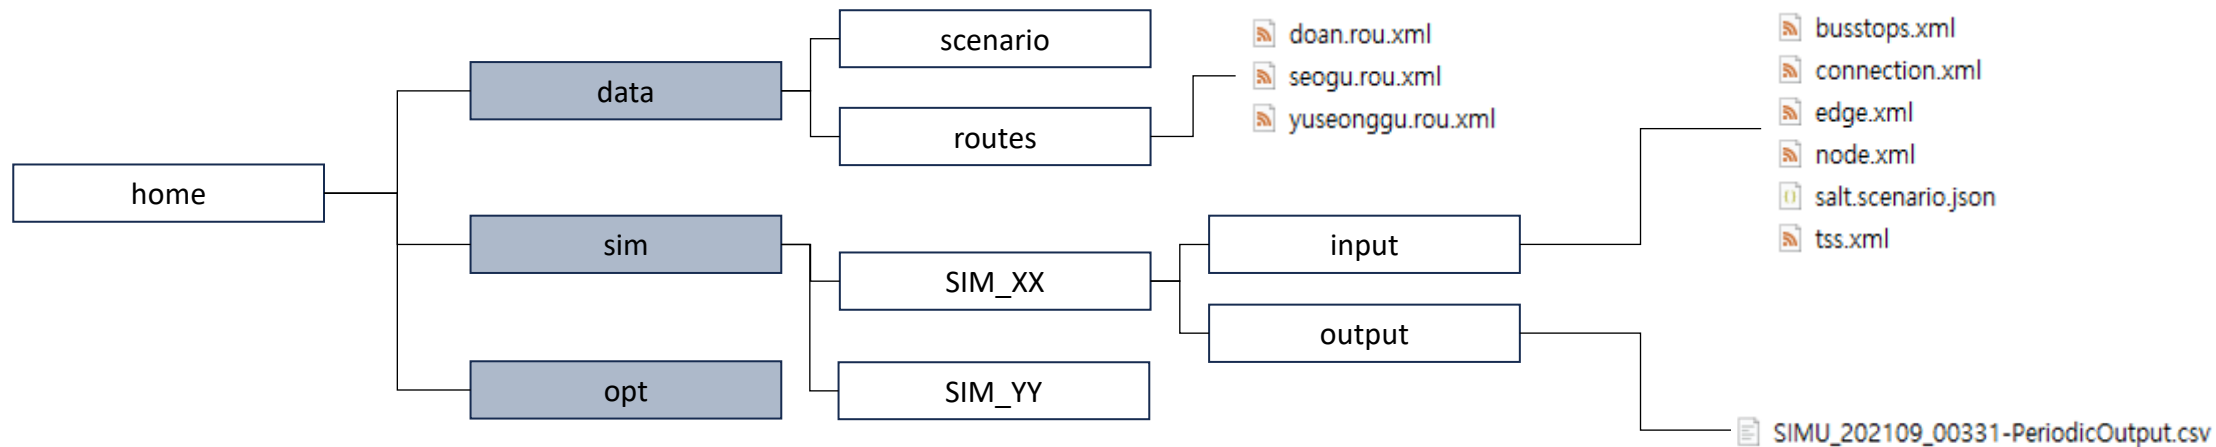 home
data
sim
opt
scenario
routes
SIM_XX
SIM_YY
doan.rou.xml
seogu.rou.xml
yuseonggu.rou.xml
input
output
busstops.xml
connection.xml
edge.xml
node.xml
salt.scenario.json
tss.xml
SIMU_202109_00331-PeriodicOutput.csv